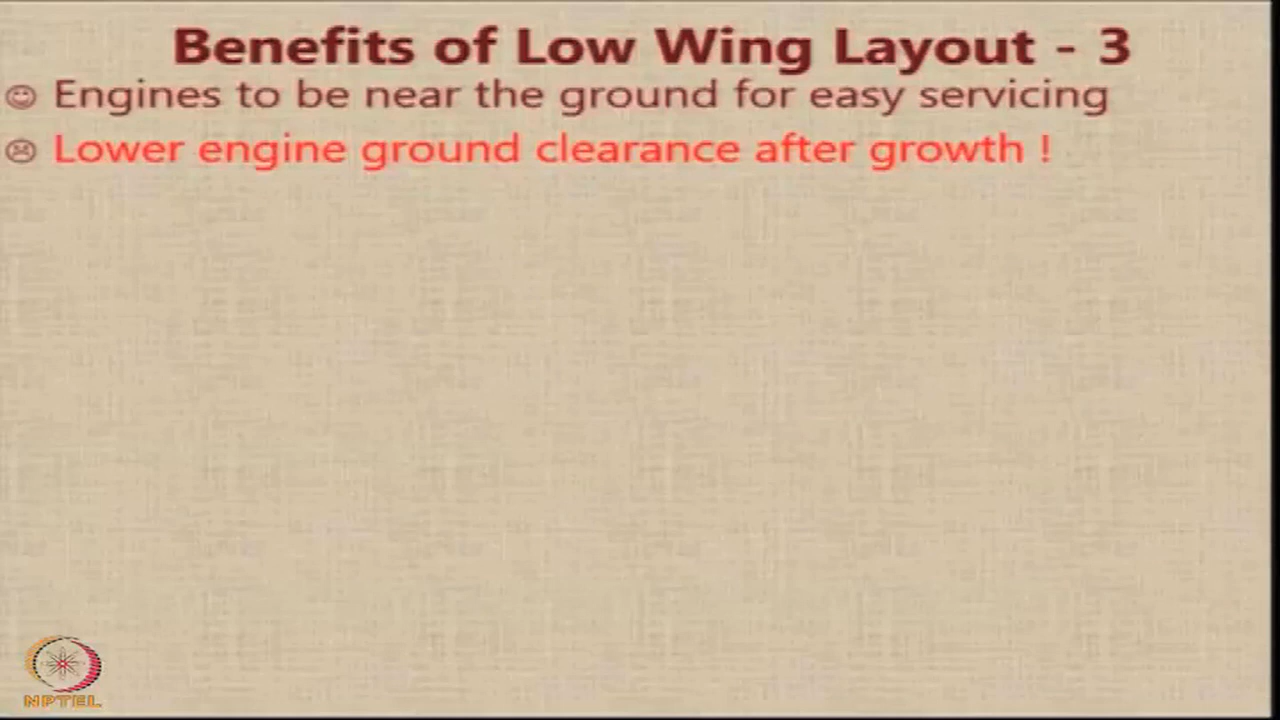 Benefits of Low Wing Layout - 3
☺ Engines to be near the ground for easy servicing
☹ Lower engine ground clearance after growth !
NPTEL